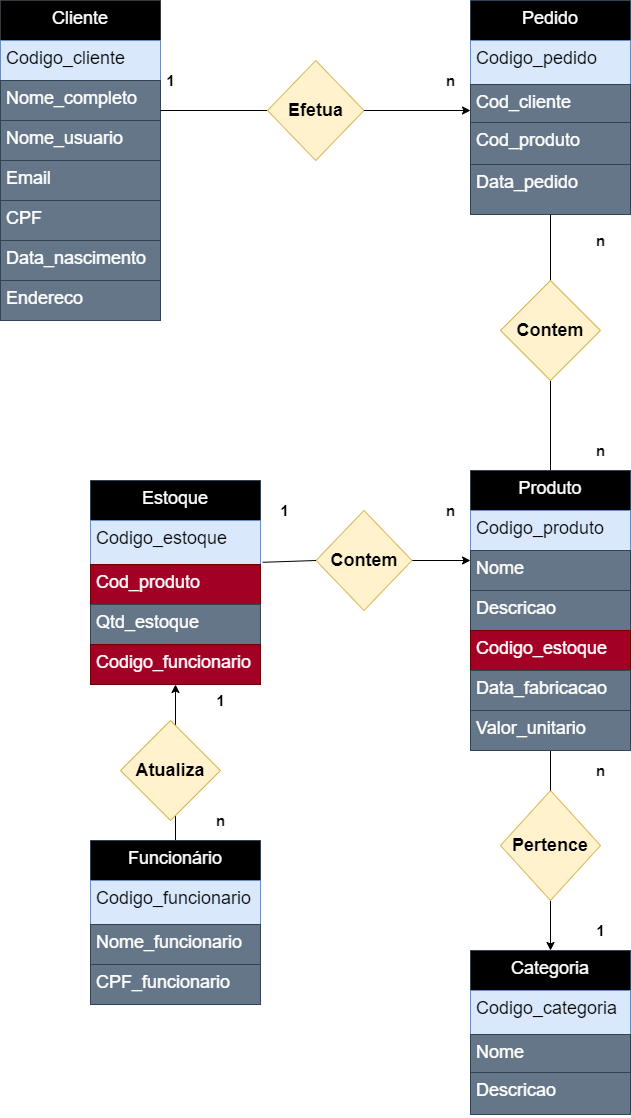 Cliente
Codigo_cliente
Nome_completo
Nome_usuario
Email
CPF
Data_nascimento
Endereco
1
Efetua
n
Pedido
Codigo_pedido
Cod_cliente
Cod_produto
Data_pedido
n
Contem
n
Estoque
Codigo_estoque
Cod_produto
Qtd_estoque
Codigo_funcionario
1
Contem
n
Produto
Codigo_produto
Nome
Descricao
Codigo_estoque
Data_fabricacao
Valor_unitario
1
Atualiza
n
Funcionário
Codigo_funcionario
Nome_funcionario
CPF_funcionario
n
Pertence
1
Categoria
Codigo_categoria
Nome
Descricao